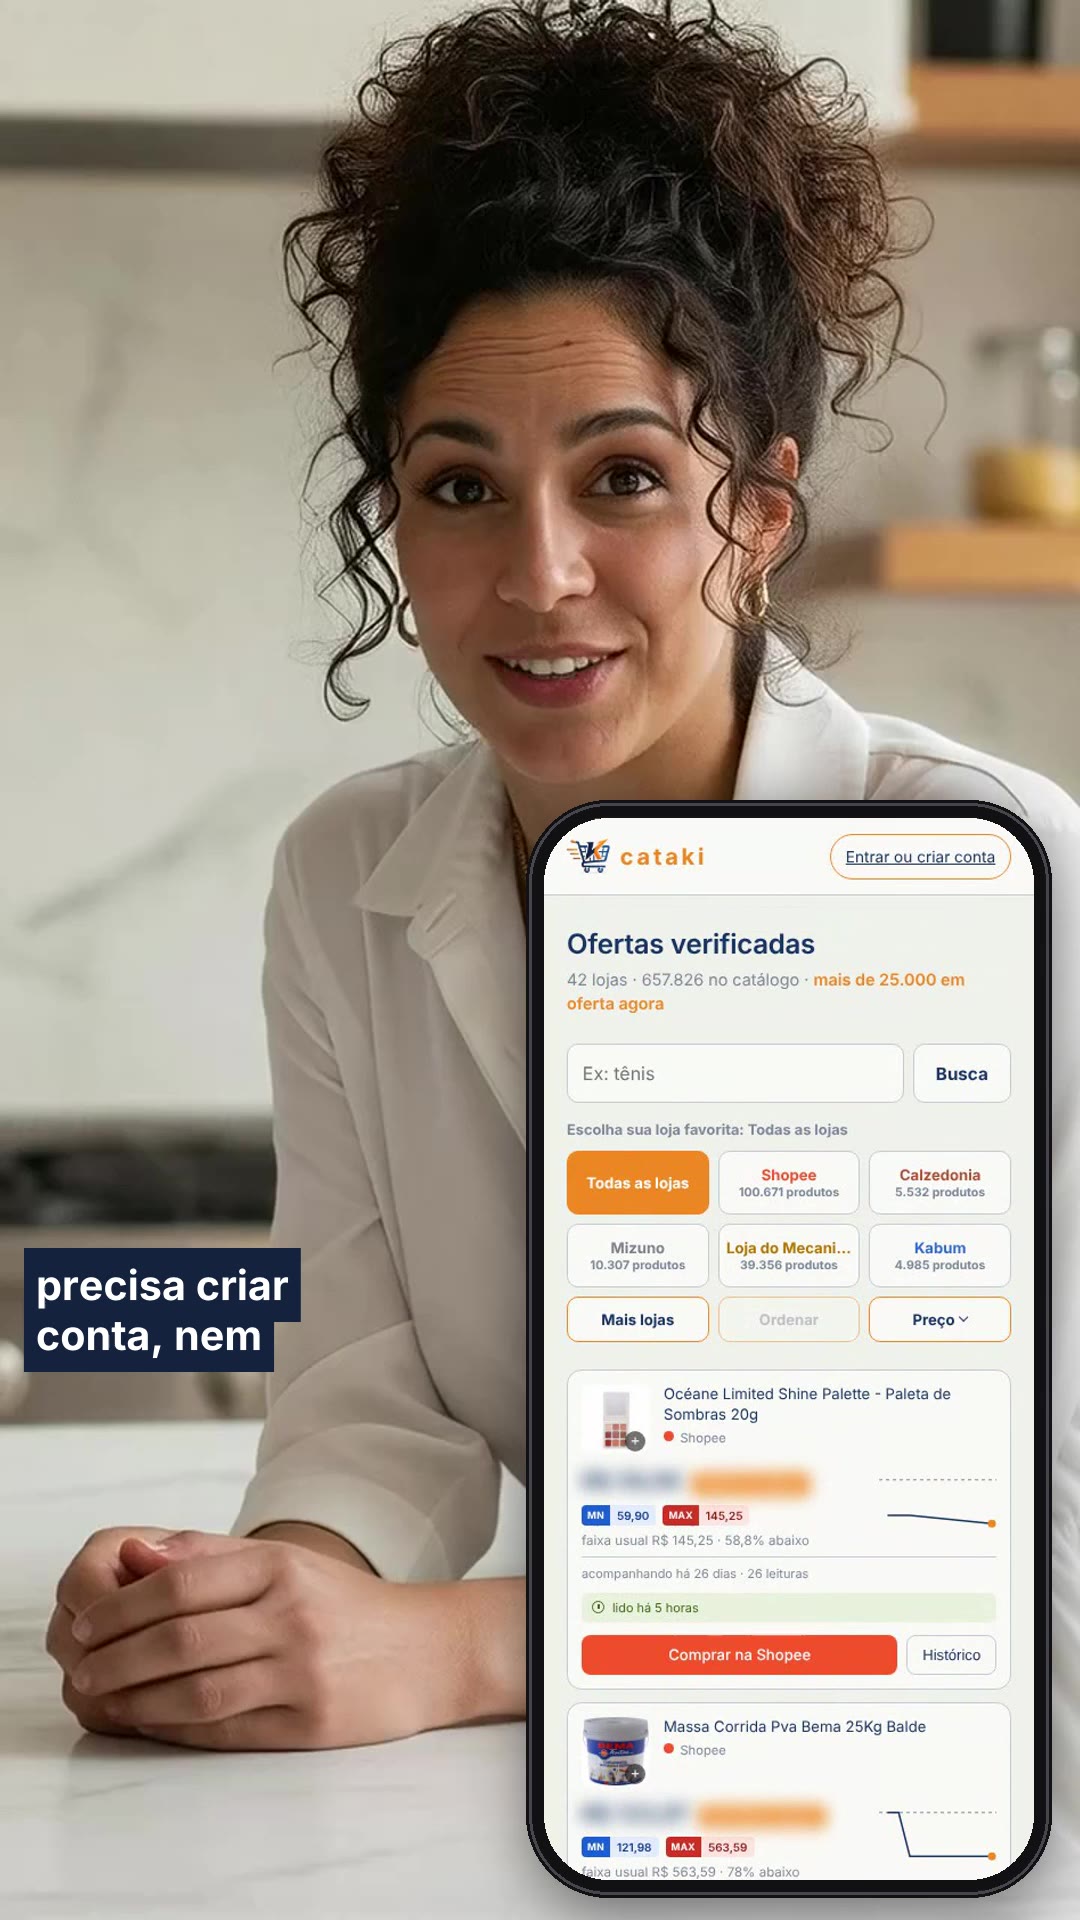 cataki
Entrar ou criar conta
Ofertas verificadas
42 lojas · 657.826 no catálogo · mais de 25.000 em
oferta agora
Ex: tênis
Busca
Escolha sua loja favorita: Todas as lojas
Todas as lojas
Shopee
100.671 produtos
Calzedonia
5.532 produtos
Mizuno
10.307 produtos
Loja do Mecani...
39.356 produtos
Kabum
4.985 produtos
Mais lojas
Ordenar
Preço
precisa criar
conta, nem
Océane Limited Shine Palette - Paleta de
Sombras 20g
Shopee
MN 59,90 MAX 145,25
faixa usual R$ 145,25 · 58,8% abaixo
acompanhando há 26 dias · 26 leituras
lido há 5 horas
Comprar na Shopee
Histórico
Massa Corrida Pva Bema 25Kg Balde
Shopee
BEMA
MN 121,98 MAX 563,59
faixa usual R$ 563,59 · 78% abaixo